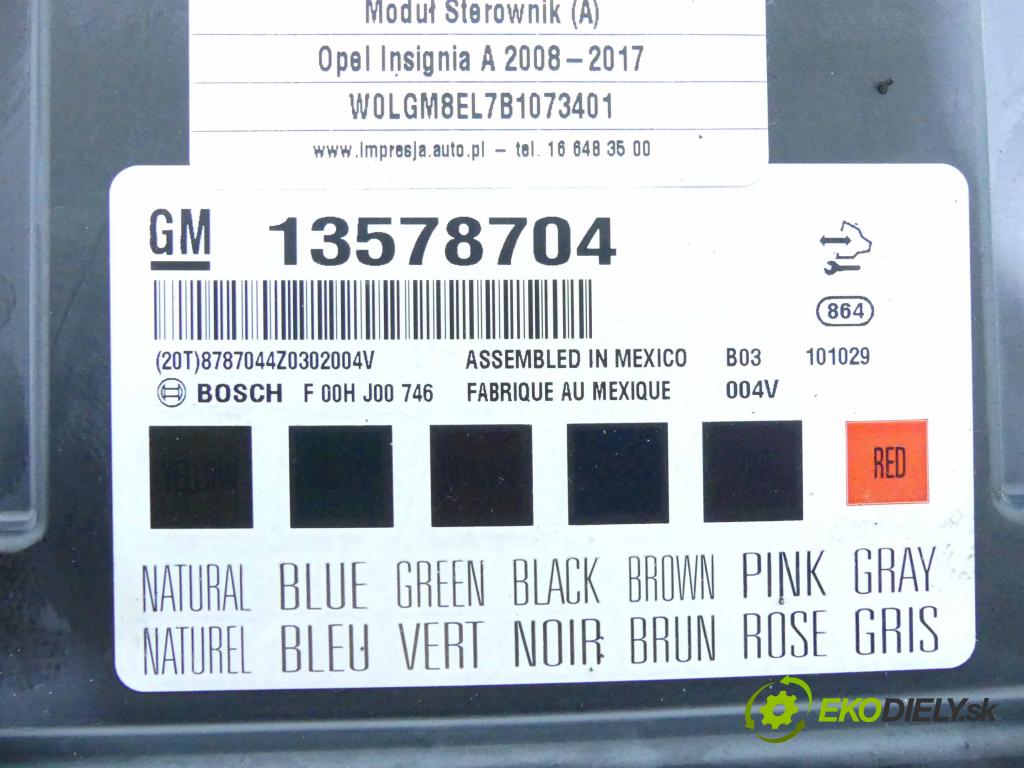 Moduł Sterownik (A)
Opel Insignia A 2008-2017
W0LGM8EL7B1073401
www.impresja.auto.pl - tel. 16 648 35 00
GM 13578704
864
(20T)8787044Z0302004V ASSEMBLED IN MEXICO B03 101029
BOSCH F 00H J00 746 FABRIQUE AU MEXIQUE 004V
YELLOW RED
NATURAL BLUE GREEN BLACK BROWN PINK GRAY
NATUREL BLEU VERT NOIR BRUN ROSE GRIS
EKODIELY.sk